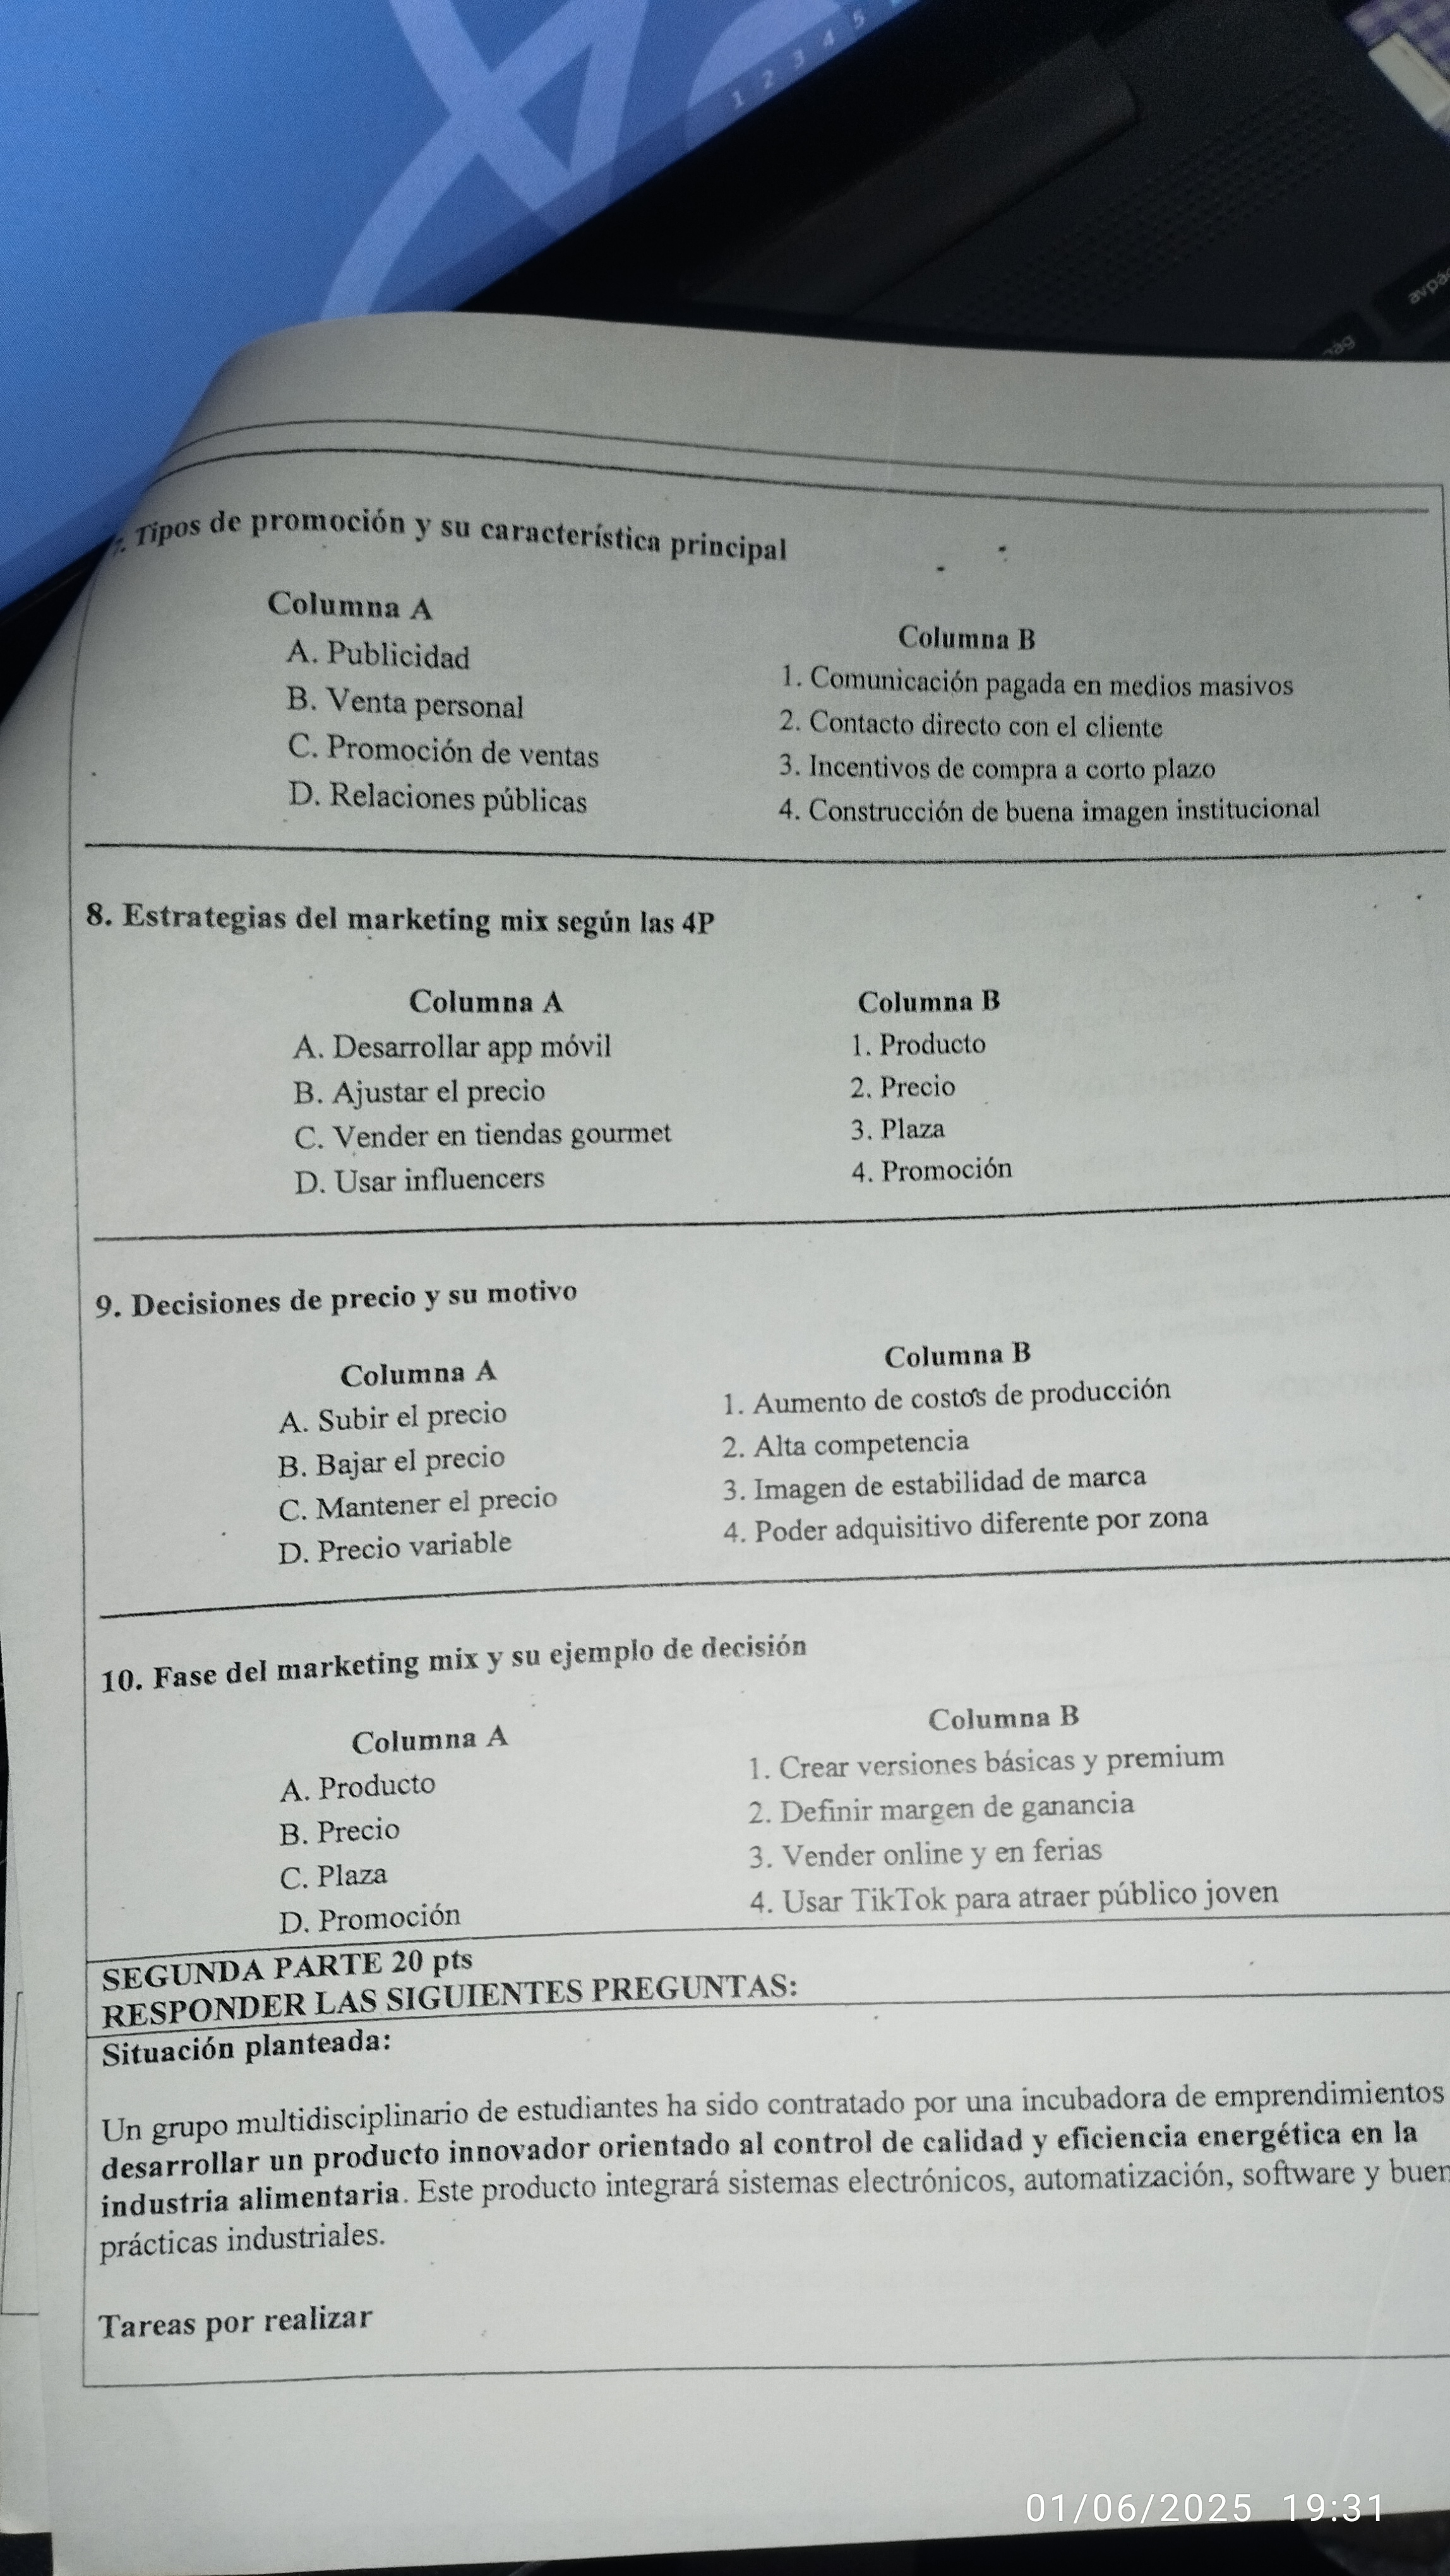 1 2 3 4 5
avpá
pág
7. Tipos de promoción y su característica principal
Columna A
A. Publicidad
B. Venta personal
C. Promoción de ventas
D. Relaciones públicas
Columna B
1. Comunicación pagada en medios masivos
2. Contacto directo con el cliente
3. Incentivos de compra a corto plazo
4. Construcción de buena imagen institucional
8. Estrategias del marketing mix según las 4P
Columna A
A. Desarrollar app móvil
B. Ajustar el precio
C. Vender en tiendas gourmet
D. Usar influencers
Columna B
1. Producto
2. Precio
3. Plaza
4. Promoción
9. Decisiones de precio y su motivo
Columna A
A. Subir el precio
B. Bajar el precio
C. Mantener el precio
D. Precio variable
Columna B
1. Aumento de costos de producción
2. Alta competencia
3. Imagen de estabilidad de marca
4. Poder adquisitivo diferente por zona
10. Fase del marketing mix y su ejemplo de decisión
Columna A
A. Producto
B. Precio
C. Plaza
D. Promoción
Columna B
1. Crear versiones básicas y premium
2. Definir margen de ganancia
3. Vender online y en ferias
4. Usar TikTok para atraer público joven
SEGUNDA PARTE 20 pts
RESPONDER LAS SIGUIENTES PREGUNTAS:
Situación planteada:
Un grupo multidisciplinario de estudiantes ha sido contratado por una incubadora de emprendimientos
desarrollar un producto innovador orientado al control de calidad y eficiencia energética en la
industria alimentaria. Este producto integrará sistemas electrónicos, automatización, software y buen
prácticas industriales.
Tareas por realizar
01/06/2025 19:31